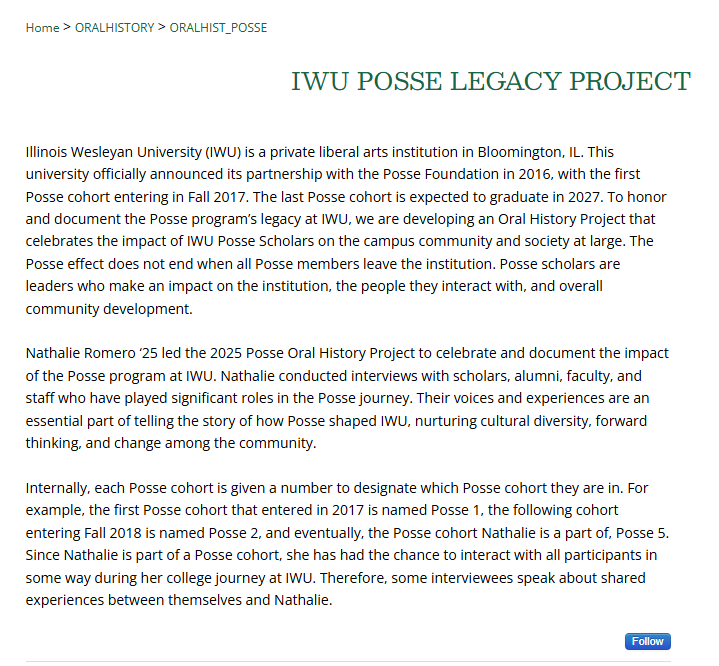 Home > ORALHISTORY > ORALHIST_POSSE
IWU POSSE LEGACY PROJECT
Illinois Wesleyan University (IWU) is a private liberal arts institution in Bloomington, IL. This
university officially announced its partnership with the Posse Foundation in 2016, with the first
Posse cohort entering in Fall 2017. The last Posse cohort is expected to graduate in 2027. To honor
and document the Posse program’s legacy at IWU, we are developing an Oral History Project that
celebrates the impact of IWU Posse Scholars on the campus community and society at large. The
Posse effect does not end when all Posse members leave the institution. Posse scholars are
leaders who make an impact on the institution, the people they interact with, and overall
community development.
Nathalie Romero ‘25 led the 2025 Posse Oral History Project to celebrate and document the impact
of the Posse program at IWU. Nathalie conducted interviews with scholars, alumni, faculty, and
staff who have played significant roles in the Posse journey. Their voices and experiences are an
essential part of telling the story of how Posse shaped IWU, nurturing cultural diversity, forward
thinking, and change among the community.
Internally, each Posse cohort is given a number to designate which Posse cohort they are in. For
example, the first Posse cohort that entered in 2017 is named Posse 1, the following cohort
entering Fall 2018 is named Posse 2, and eventually, the Posse cohort Nathalie is a part of, Posse 5.
Since Nathalie is part of a Posse cohort, she has had the chance to interact with all participants in
some way during her college journey at IWU. Therefore, some interviewees speak about shared
experiences between themselves and Nathalie.
Follow